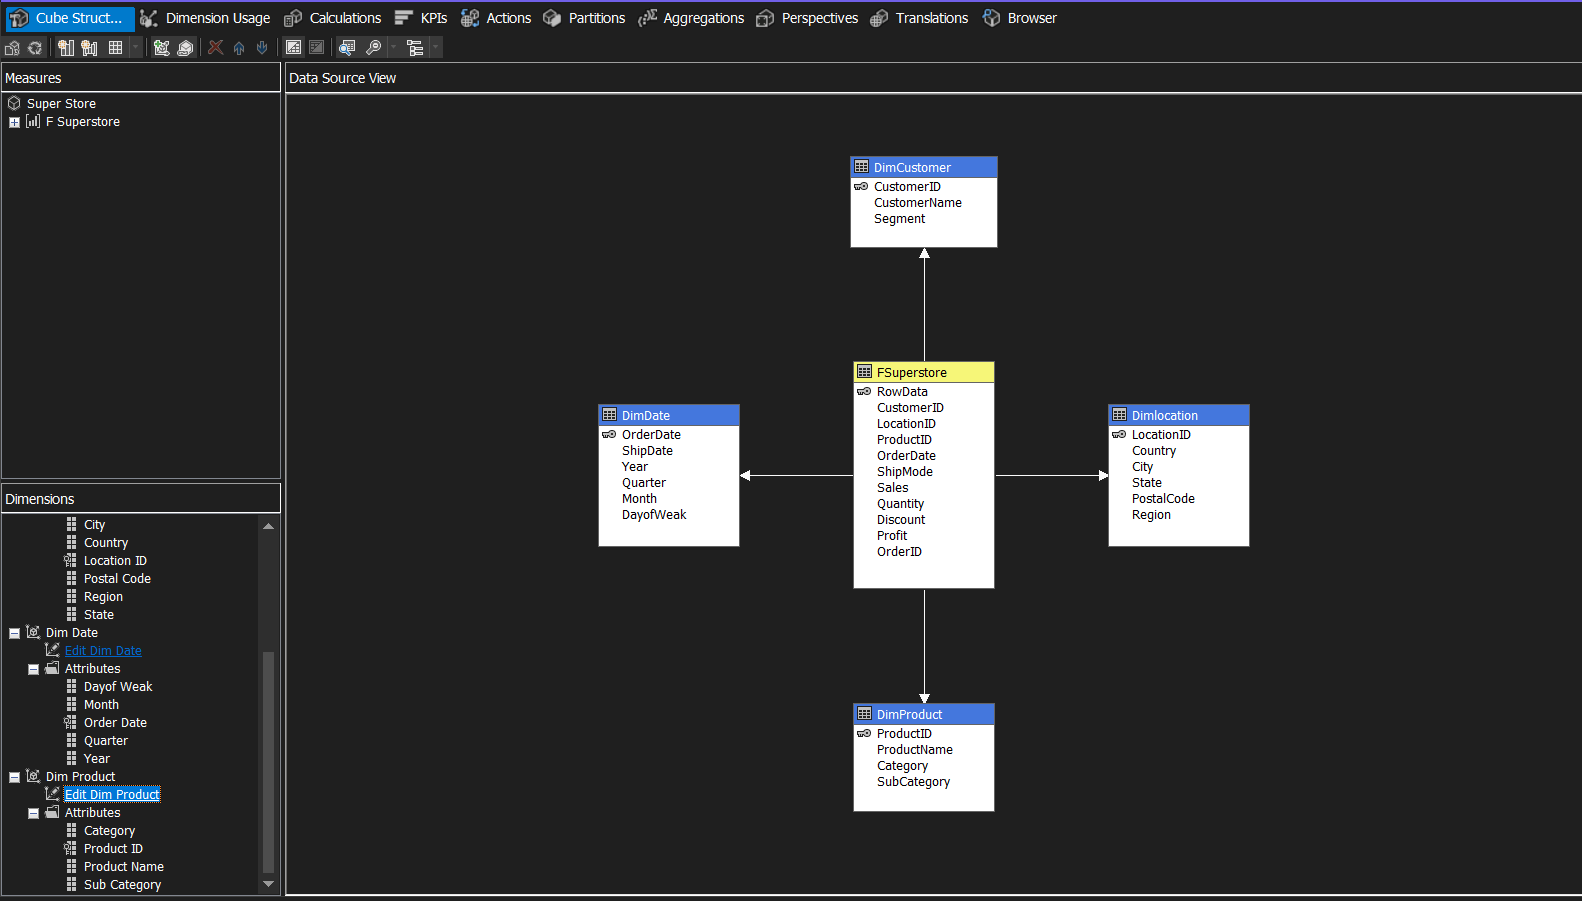 Cube Struct... Dimension Usage Calculations KPIs Actions Partitions Aggregations Perspectives Translations Browser
Measures
Super Store
F Superstore
Dimensions
City
Country
Location ID
Postal Code
Region
State
Dim Date
Edit Dim Date
Attributes
Dayof Weak
Month
Order Date
Quarter
Year
Dim Product
Edit Dim Product
Attributes
Category
Product ID
Product Name
Sub Category
Data Source View
DimCustomer
CustomerID
CustomerName
Segment
DimDate
OrderDate
ShipDate
Year
Quarter
Month
DayofWeak
FSuperstore
RowData
CustomerID
LocationID
ProductID
OrderDate
ShipMode
Sales
Quantity
Discount
Profit
OrderID
Dimlocation
LocationID
Country
City
State
PostalCode
Region
DimProduct
ProductID
ProductName
Category
SubCategory